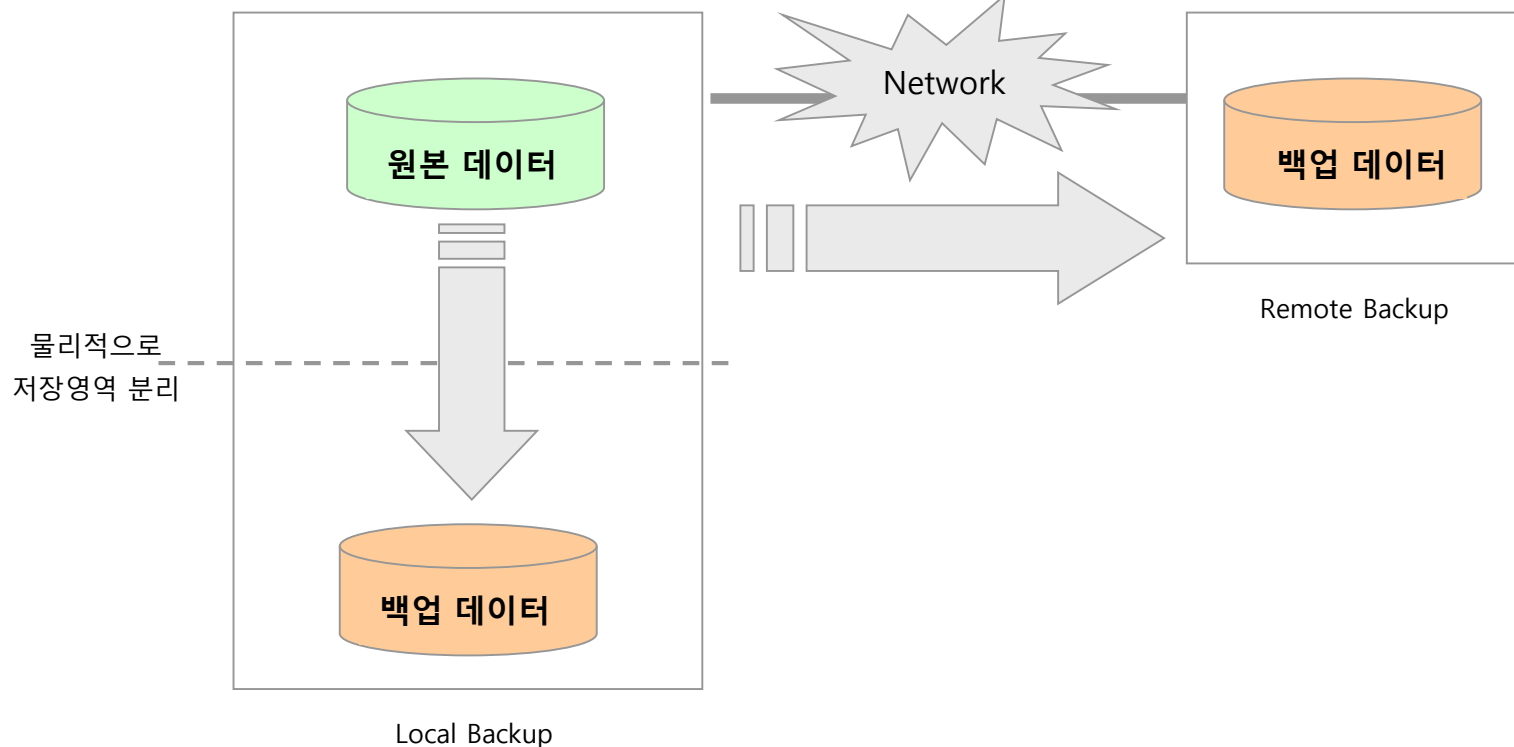 Network
원본 데이터
백업 데이터
Remote Backup
물리적으로
저장영역 분리
백업 데이터
Local Backup